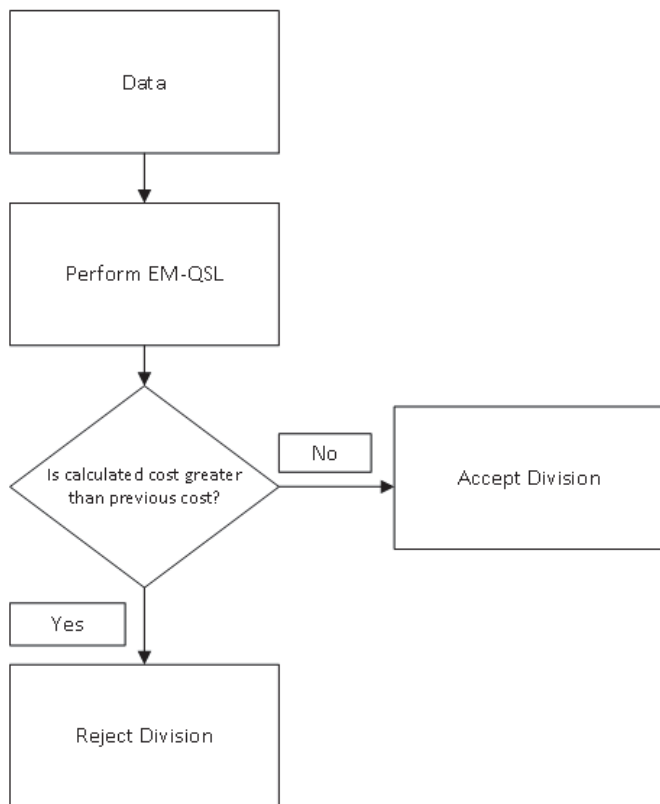 Data
Perform EM-QSL
Is calculated cost greater
than previous cost?
No
Accept Division
Yes
Reject Division